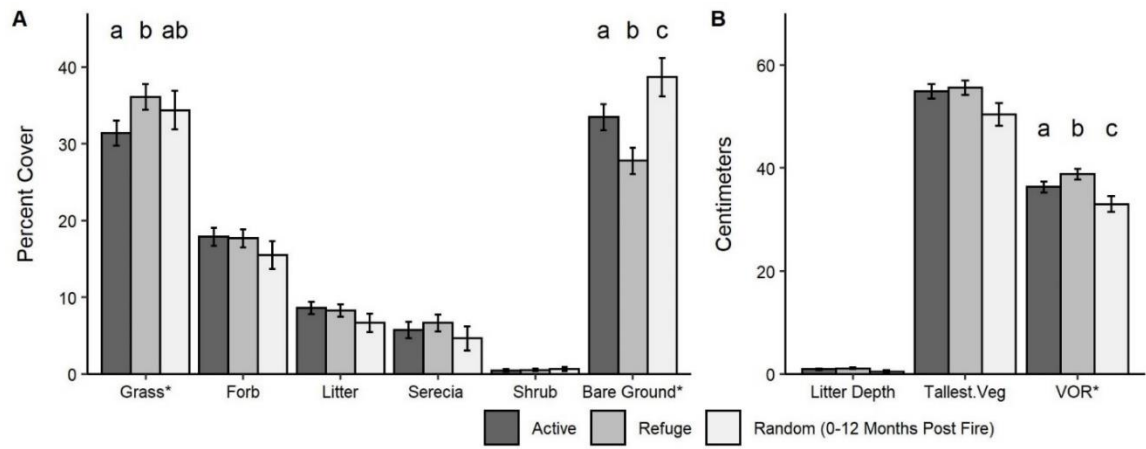 A
a b ab
a b c
Percent Cover
40
30
20
10
0
Grass*
Forb
Litter
Serecia
Shrub
Bare Ground*
B
a b c
Centimeters
60
40
20
0
Litter Depth
Tallest.Veg
VOR*
Active
Refuge
Random (0-12 Months Post Fire)